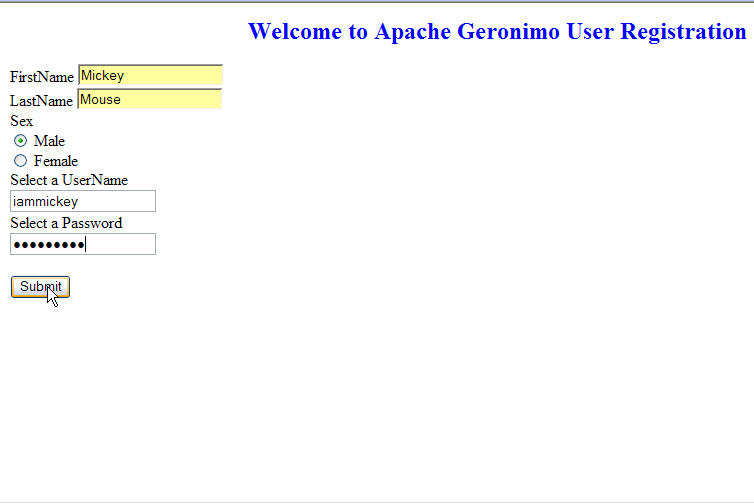 Welcome to Apache Geronimo User Registration
FirstName Mickey
LastName Mouse
Sex
Male
Female
Select a UserName
iammickey
Select a Password
●●●●●●●●●
Submit